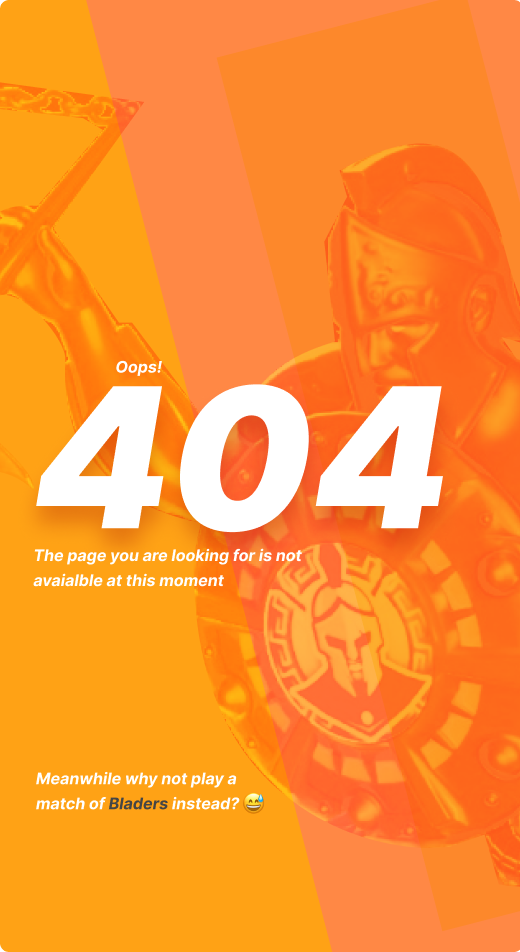 Oops!
404
The page you are looking for is not
avaialble at this moment
Meanwhile why not play a
match of Bladers instead? 😅